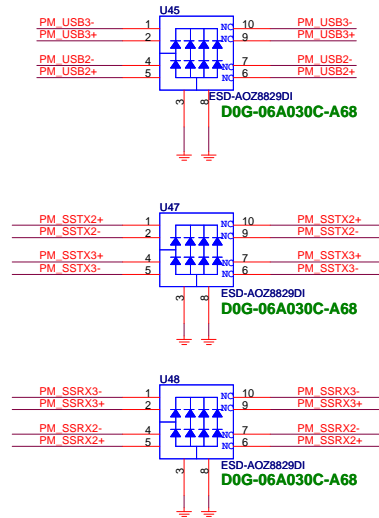 U45
PM_USB3- 1 10 PM_USB3-
PM_USB3+ 2 NC 9 PM_USB3+
NC
PM_USB2- 4 NC 7 PM_USB2-
PM_USB2+ 5 NC 6 PM_USB2+
3 8 ESD-AOZ8829DI
D0G-06A030C-A68
U47
PM_SSTX2+ 1 10 PM_SSTX2+
PM_SSTX2- 2 NC 9 PM_SSTX2-
NC
PM_SSTX3+ 4 NC 7 PM_SSTX3+
PM_SSTX3- 5 NC 6 PM_SSTX3-
3 8 ESD-AOZ8829DI
D0G-06A030C-A68
U48
PM_SSRX3- 1 10 PM_SSRX3-
PM_SSRX3+ 2 NC 9 PM_SSRX3+
NC
PM_SSRX2- 4 NC 7 PM_SSRX2-
PM_SSRX2+ 5 NC 6 PM_SSRX2+
3 8 ESD-AOZ8829DI
D0G-06A030C-A68